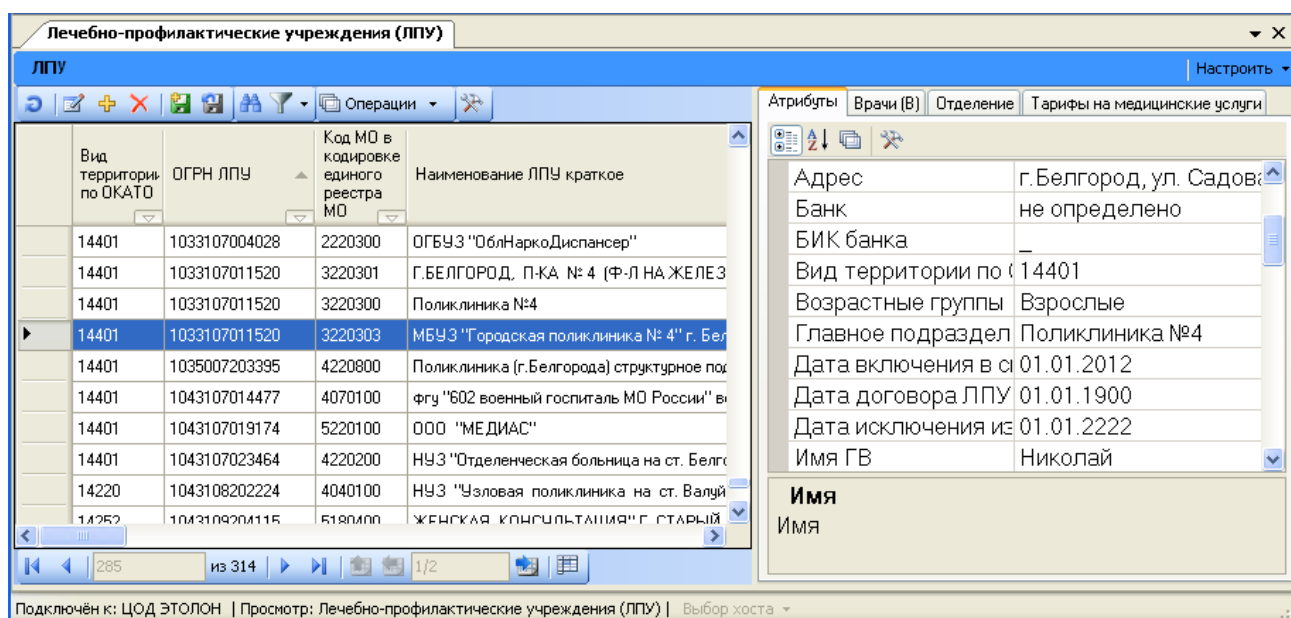 Лечебно-профилактические учреждения (ЛПУ)
ЛПУ
Настроить
Операции
Атрибуты Врачи (В) Отделение Тарифы на медицинские услуги
Вид территории по ОКАТО
ОГРН ЛПУ
Код МО в кодировке единого реестра МО
Наименование ЛПУ краткое
14401 1033107004028 2220300 ОГБУЗ "ОблНаркоДиспансер"
14401 1033107011520 3220301 Г.БЕЛГОРОД, П-КА № 4 (Ф-Л НА ЖЕЛЕЗ
14401 1033107011520 3220300 Поликлиника №4
14401 1033107011520 3220303 МБУЗ "Городская поликлиника № 4" г. Бел
14401 1035007203395 4220800 Поликлиника (г.Белгорода) структурное под
14401 1043107014477 4070100 фгу "602 военный госпиталь МО России" в
14401 1043107019174 5220100 ООО "МЕДИАС"
14401 1043107023464 4220200 НУЗ "Отделенческая больница на ст. Белг
14220 1043108202224 4040100 НУЗ "Узловая поликлиника на ст. Валуй
14252 1043109204115 5180400 ЖЕНСКАЯ КОНСУЛЬТАЦИЯ" Г. СТАРЫЙ
285 из 314 1/2
Адрес г.Белгород, ул. Садова
Банк не определено
БИК банка _
Вид территории по 14401
Возрастные группы Взрослые
Главное подраздел Поликлиника №4
Дата включения в с 01.01.2012
Дата договора ЛПУ 01.01.1900
Дата исключения из 01.01.2222
Имя ГВ Николай
Имя
Имя
Подключён к: ЦОД ЭТОЛОН | Просмотр: Лечебно-профилактические учреждения (ЛПУ) | Выбор хоста